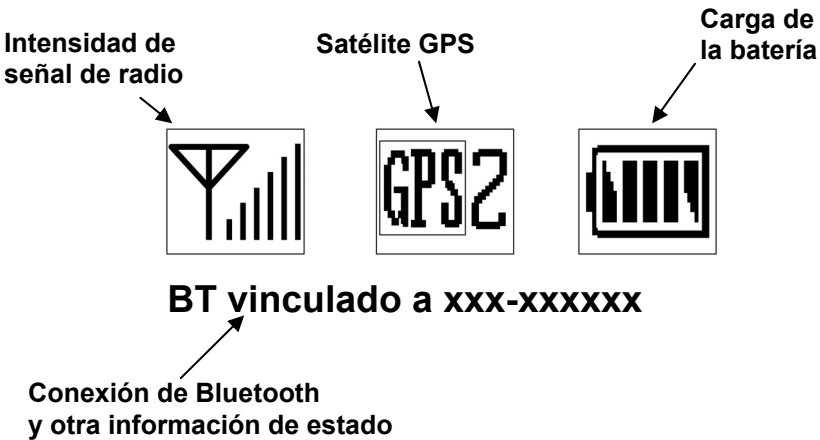 Carga de
la batería
Intensidad de
señal de radio
Satélite GPS
GPS2
BT vinculado a xxx-xxxxxx
Conexión de Bluetooth
y otra información de estado